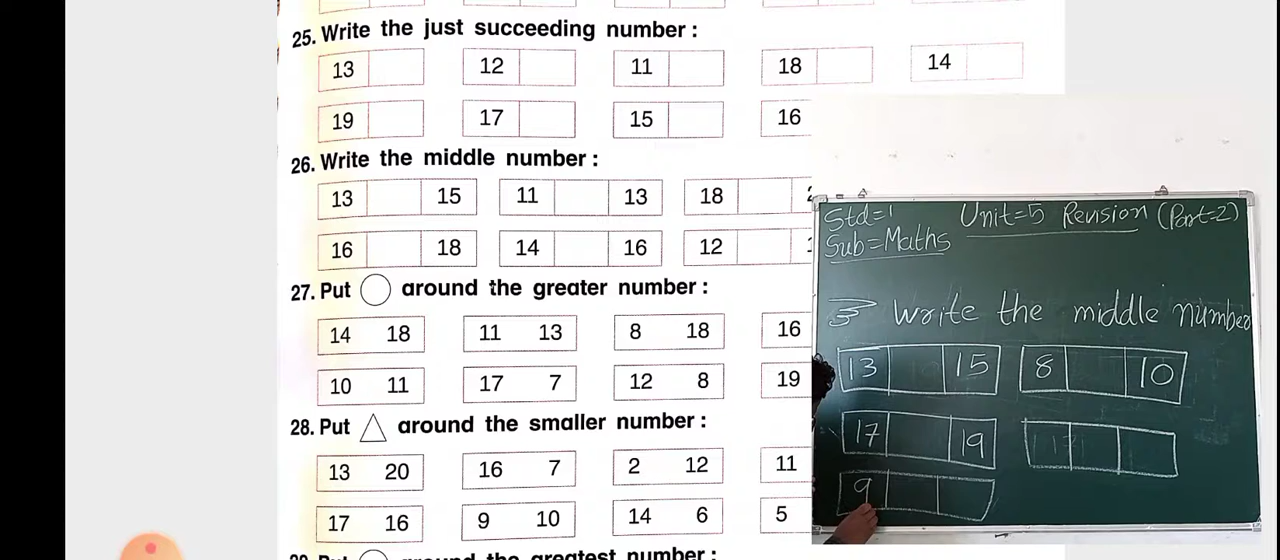 25. Write the just succeeding number :
13 12 11 18 14
19 17 15 16
26. Write the middle number :
13 15 11 13 18
16 18 14 16 12
27. Put ◯ around the greater number :
14 18 11 13 8 18 16
10 11 17 7 12 8 19
28. Put △ around the smaller number :
13 20 16 7 2 12 11
17 16 9 10 14 6 5
around the greatest number :
Std=1 Unit=5 Revision (Part=2)
Sub=Maths
Write the middle number
13 15 8 10
17 19
9